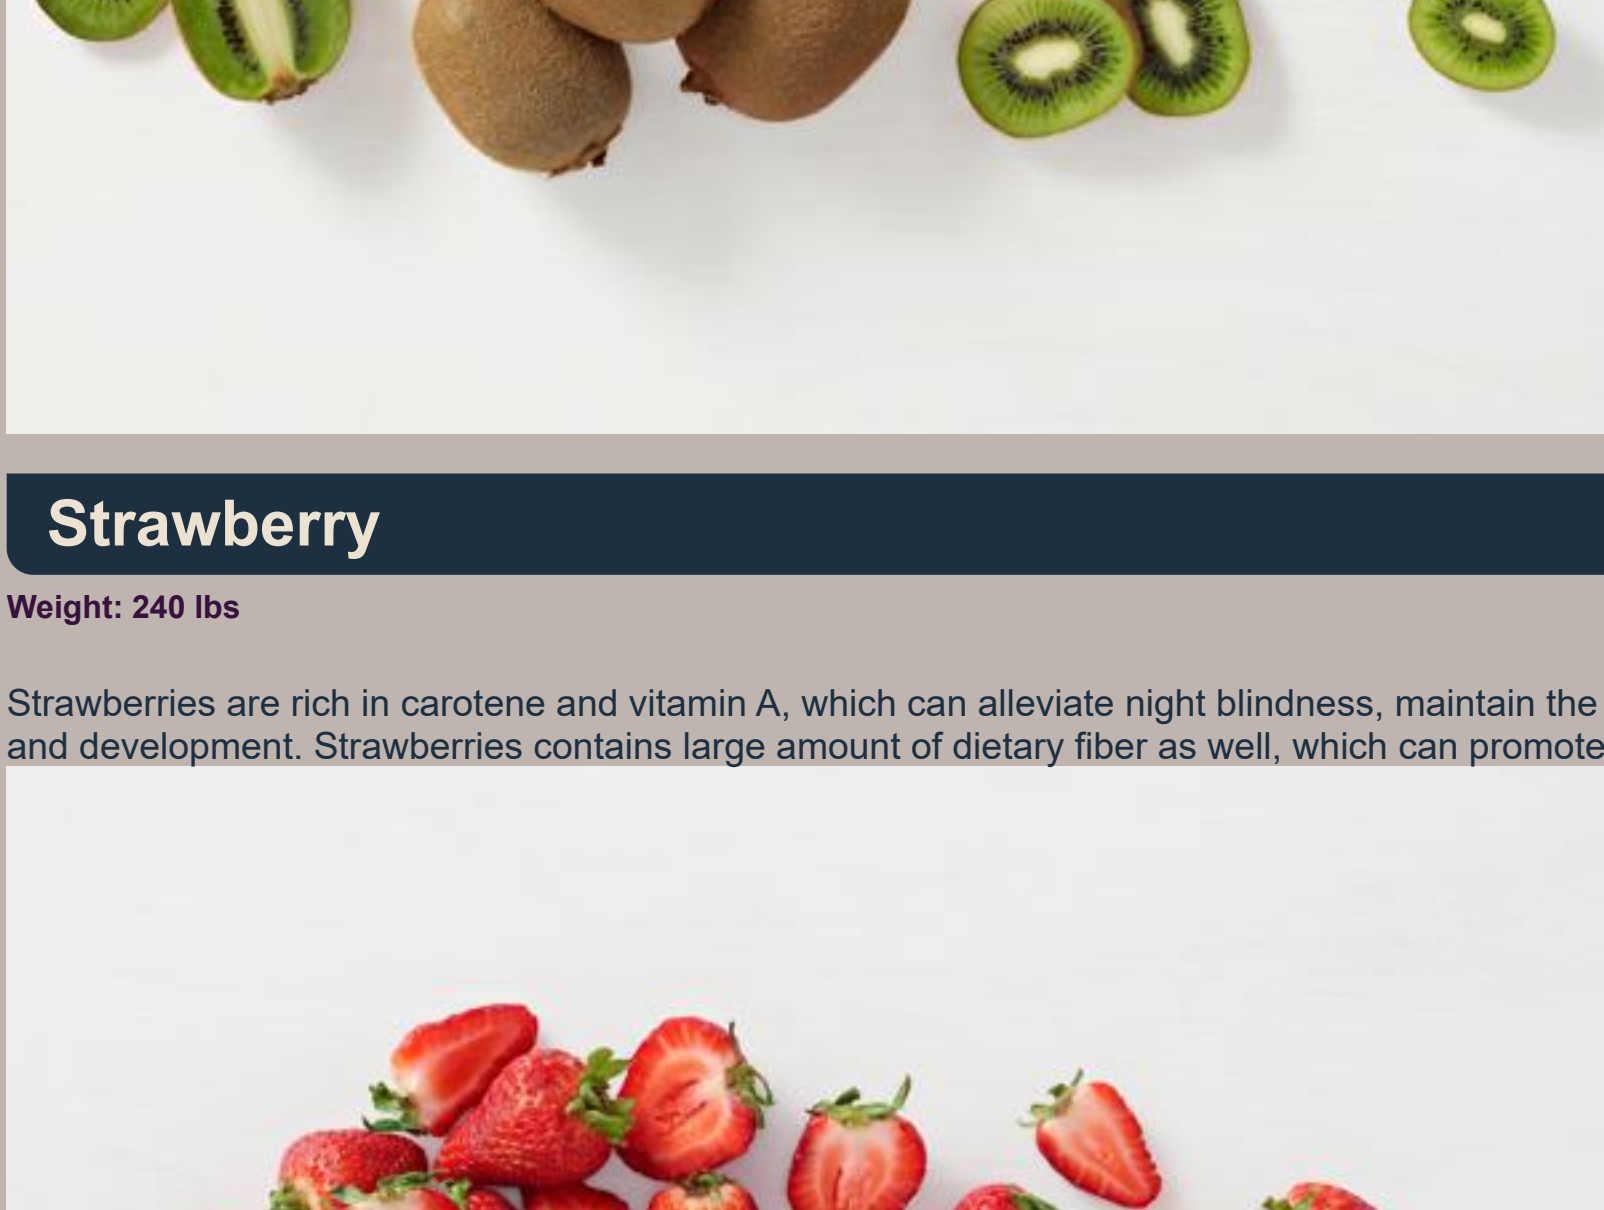 Strawberry
Weight: 240 lbs
Strawberries are rich in carotene and vitamin A, which can alleviate night blindness, maintain the
and development. Strawberries contains large amount of dietary fiber as well, which can promote